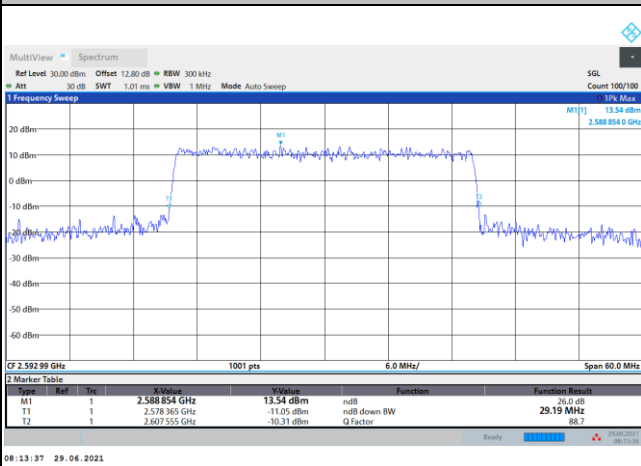 MultiView Spectrum
Ref Level 30.00 dBm Offset 12.80 dB RBW 300 kHz SGL
Att 30 dB SWT 1.01 ms VBW 1 MHz Mode Auto Sweep Count 100/100
1 Frequency Sweep 1Pk Max
M1[1] 13.54 dBm
2.588 854 0 GHz
M1
20 dBm
10 dBm
0 dBm
T1 T2
-10 dBm
-20 dBm
-30 dBm
-40 dBm
-50 dBm
-60 dBm
CF 2.592 99 GHz 1001 pts 6.0 MHz/ Span 60.0 MHz
2 Marker Table
Type Ref Trc X-Value Y-Value Function Function Result
M1 1 2.588 854 GHz 13.54 dBm ndB 26.0 dB
T1 1 2.578 365 GHz -11.05 dBm ndB down BW 29.19 MHz
T2 1 2.607 555 GHz -10.31 dBm Q Factor 88.7
Ready 29.06.2021
08:13:36
08:13:37 29.06.2021